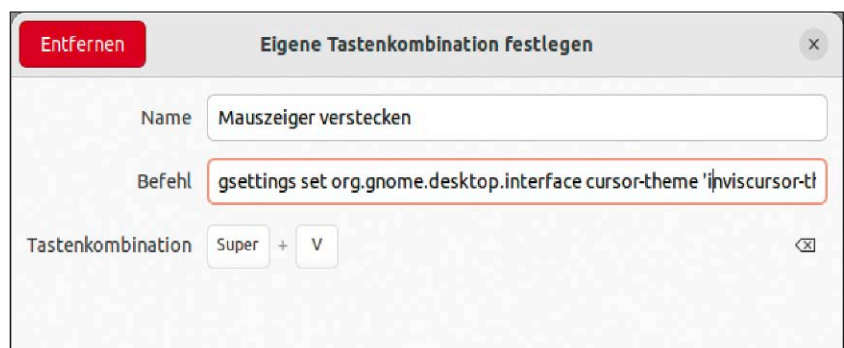 Entfernen Eigene Tastenkombination festlegen x
Name Mauszeiger verstecken
Befehl gsettings set org.gnome.desktop.interface cursor-theme 'inviscursor-th
Tastenkombination Super + V